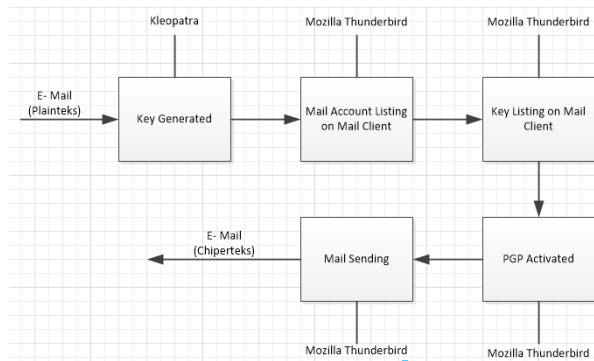 Kleopatra
Mozilla Thunderbird
Mozilla Thunderbird
E- Mail
(Plainteks)
Key Generated
Mail Account Listing
on Mail Client
Key Listing on Mail
Client
E- Mail
(Chiperteks)
Mail Sending
PGP Activated
Mozilla Thunderbird
Mozilla Thunderbird